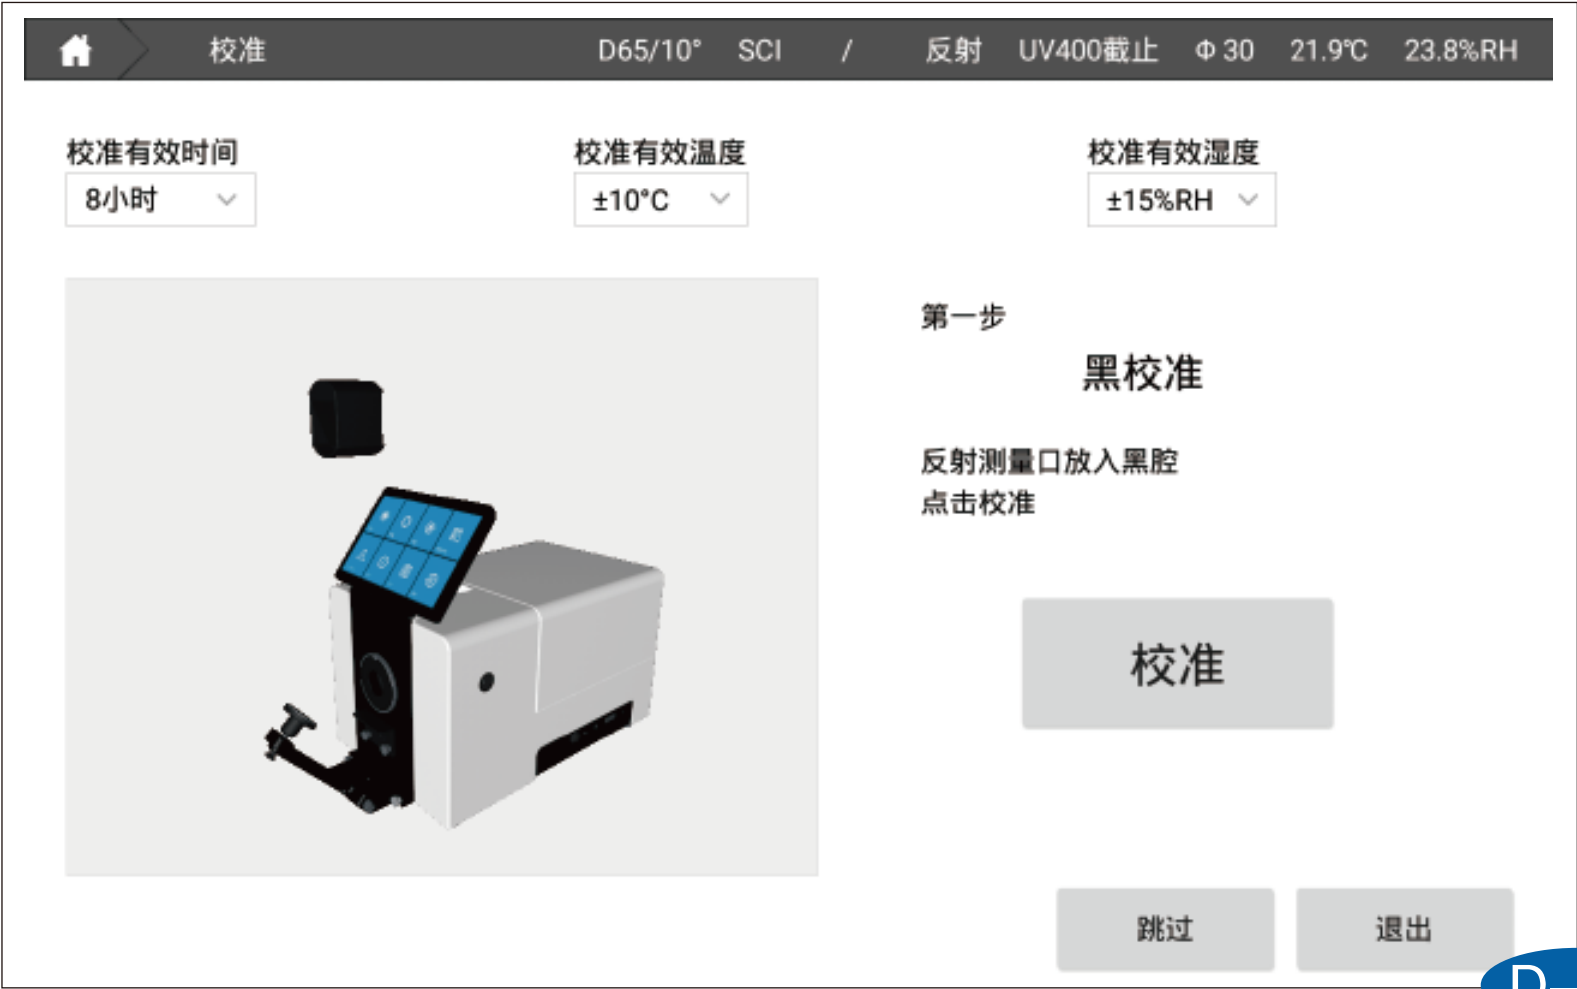 校准 D65/10° SCI / 反射 UV400截止 Φ 30 21.9℃ 23.8%RH
校准有效时间 校准有效温度 校准有效湿度
8小时 ±10°C ±15%RH
第一步
黑校准
反射测量口放入黑腔
点击校准
校准
跳过 退出